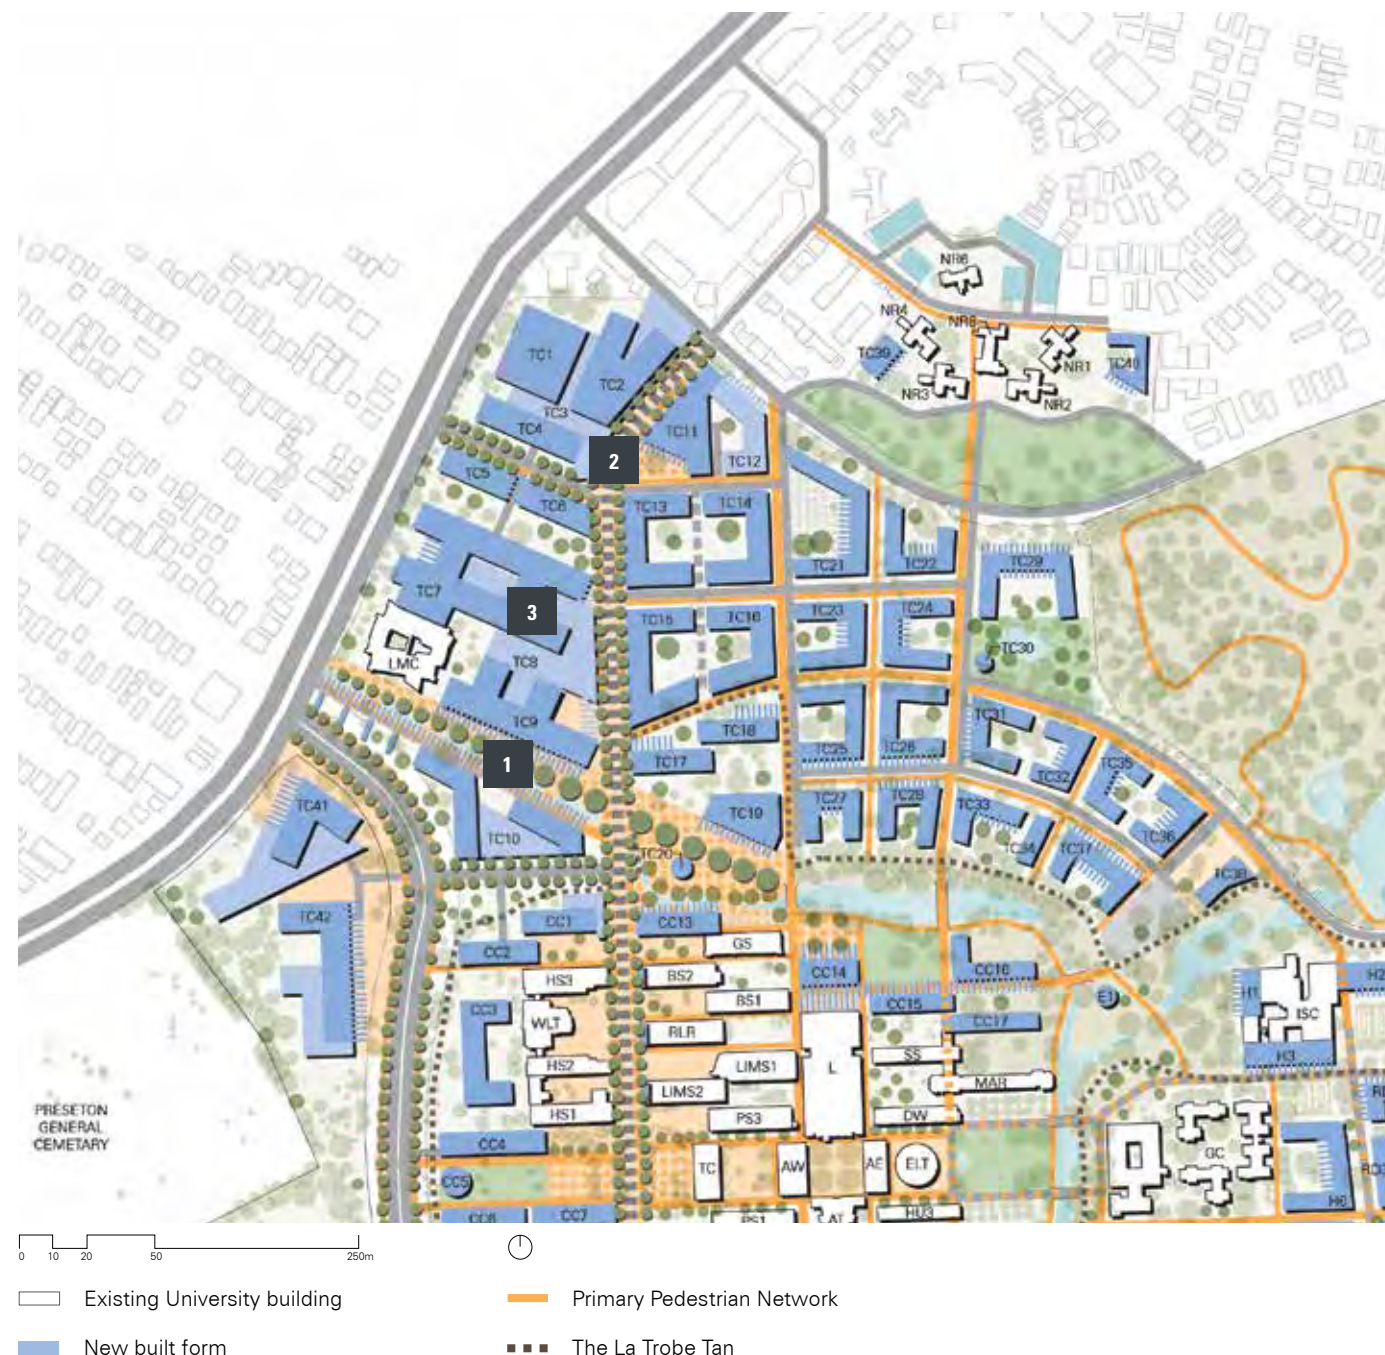 NR6
NR4
NR8
TC1
TC39
NR1
TC40
TC2
NR3
NR2
TC3
TC4
TC11
2
TC12
TC5
TC6
TC13
TC14
TC21
TC22
TC29
TC7
3
TC15
TC16
TC23
TC24
LMC
TC8
TC30
TC9
TC18
TC31
1
TC17
TC25
TC26
TC32
TC35
TC41
TC10
TC19
TC27
TC28
TC33
TC34
TC36
TC37
TC20
TC38
TC42
CC1
CC13
CC2
GS
HS3
BS2
CC14
CC16
H2
CC3
BS1
CC15
E1
H1
WLT
RLR
CC17
ISC
HS2
LIMS1
L
SS
H3
LIMS2
MAR
HS1
PS3
DW
PRESETON
GENERAL
CEMETARY
CC4
TC
AW
AE
ELT
GC
CC5
H6
CC6
CC7
PS1
AT
HU3
0 10 20 50 250m
Existing University building
Primary Pedestrian Network
New built form
The La Trobe Tan